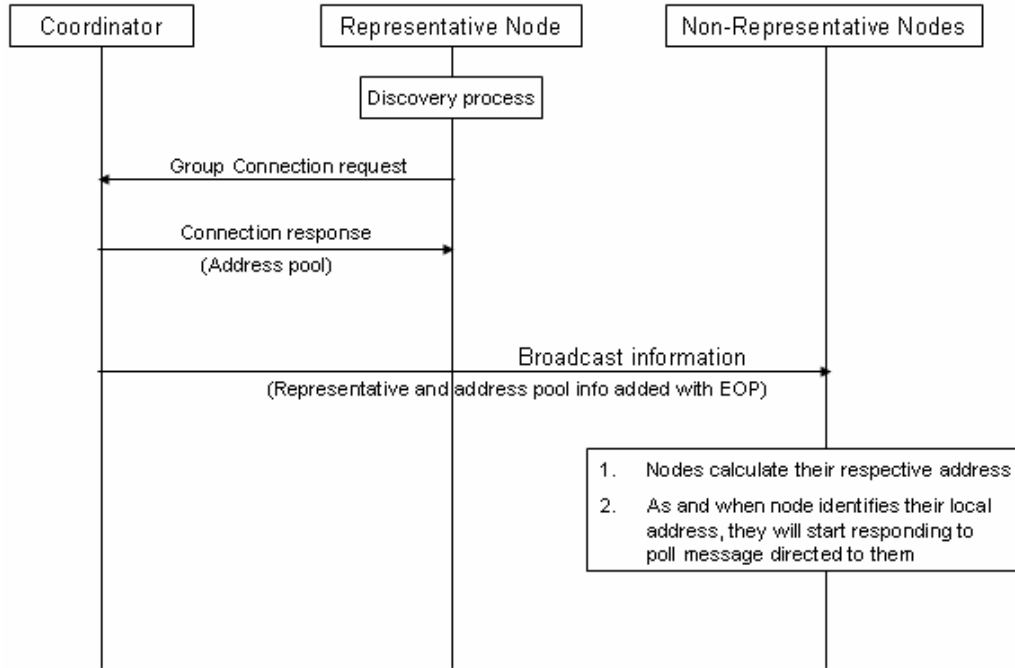 Coordinator
Representative Node
Non-Representative Nodes
Discovery process
Group Connection request
Connection response
(Address pool)
Broadcast information
(Representative and address pool info added with EOP)
1. Nodes calculate their respective address
2. As and when node identifies their local
address, they will start responding to
poll message directed to them